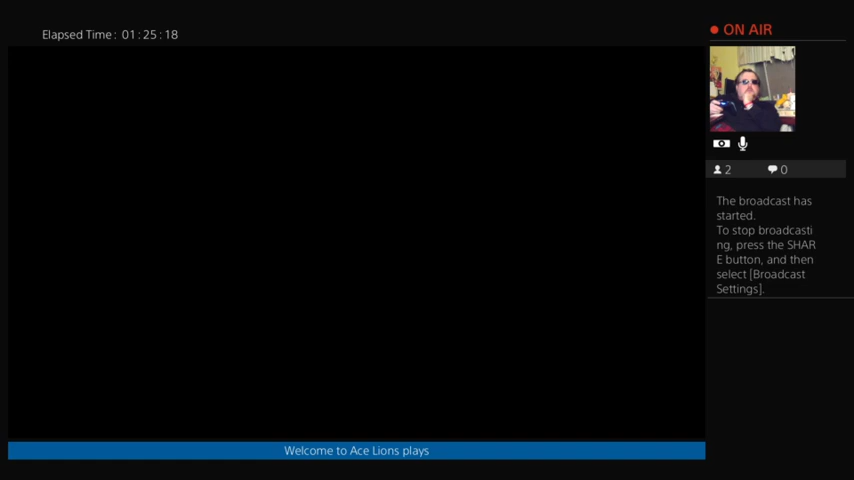 Elapsed Time : 01 : 25 : 18
ON AIR
2
0
The broadcast has
started.
To stop broadcasti
ng, press the SHAR
E button, and then
select [Broadcast
Settings].
Welcome to Ace Lions plays